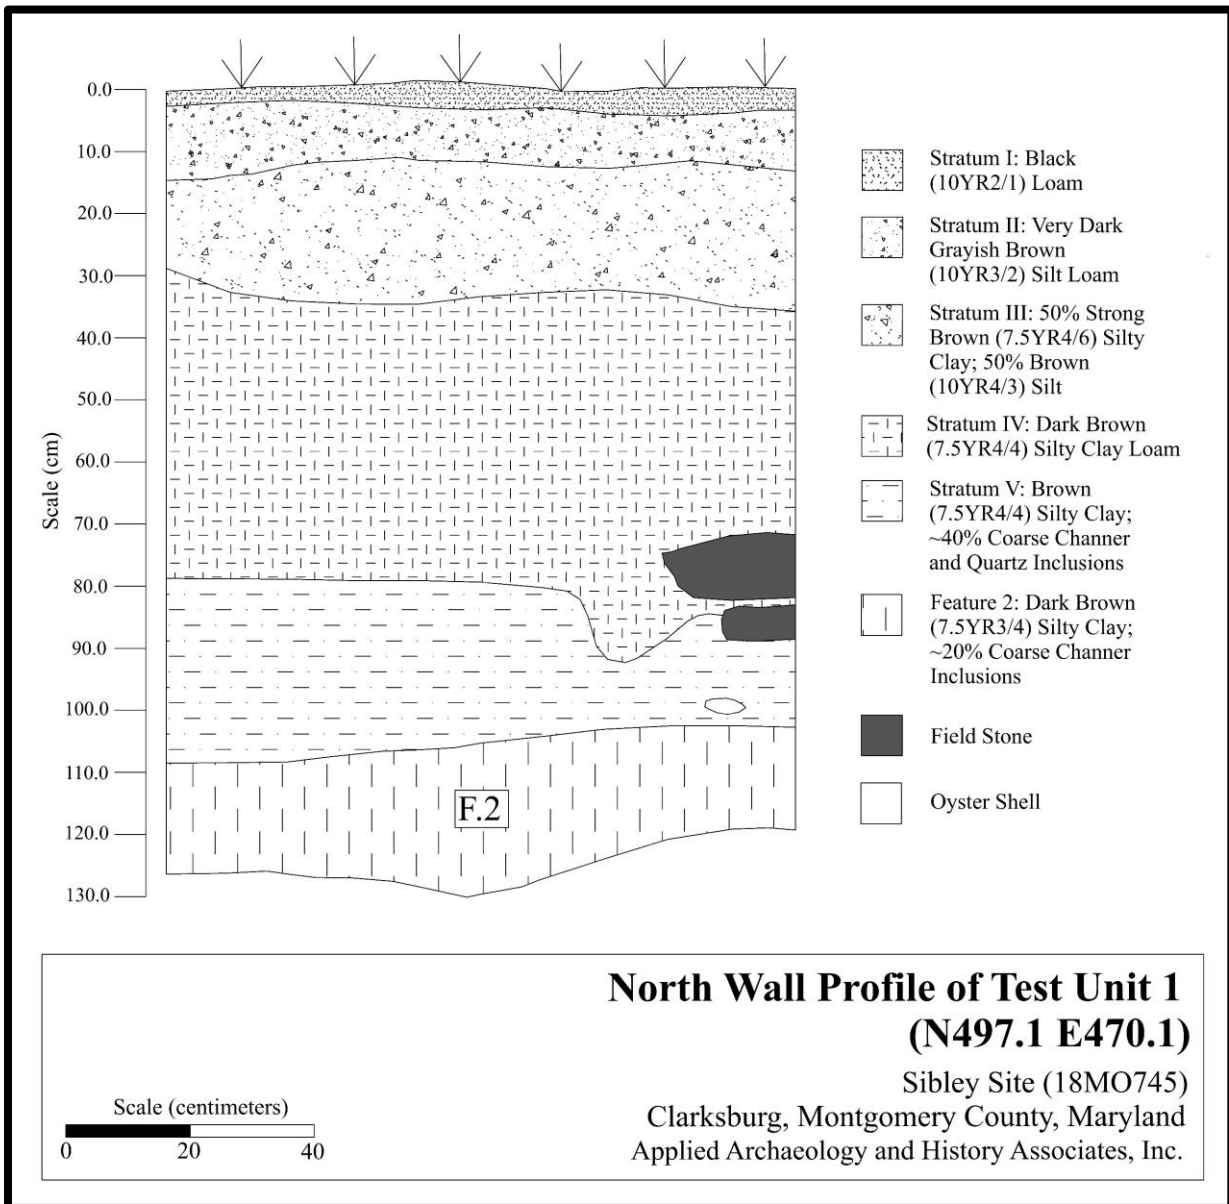 0.0
10.0
20.0
30.0
40.0
50.0
60.0
70.0
80.0
90.0
100.0
110.0
120.0
130.0
Scale (cm)
F.2
Stratum I: Black
(10YR2/1) Loam
Stratum II: Very Dark
Grayish Brown
(10YR3/2) Silt Loam
Stratum III: 50% Strong
Brown (7.5YR4/6) Silty
Clay; 50% Brown
(10YR4/3) Silt
Stratum IV: Dark Brown
(7.5YR4/4) Silty Clay Loam
Stratum V: Brown
(7.5YR4/4) Silty Clay;
~40% Coarse Channer
and Quartz Inclusions
Feature 2: Dark Brown
(7.5YR3/4) Silty Clay;
~20% Coarse Channer
Inclusions
Field Stone
Oyster Shell
North Wall Profile of Test Unit 1
(N497.1 E470.1)
Sibley Site (18MO745)
Clarksburg, Montgomery County, Maryland
Applied Archaeology and History Associates, Inc.
Scale (centimeters)
0 20 40